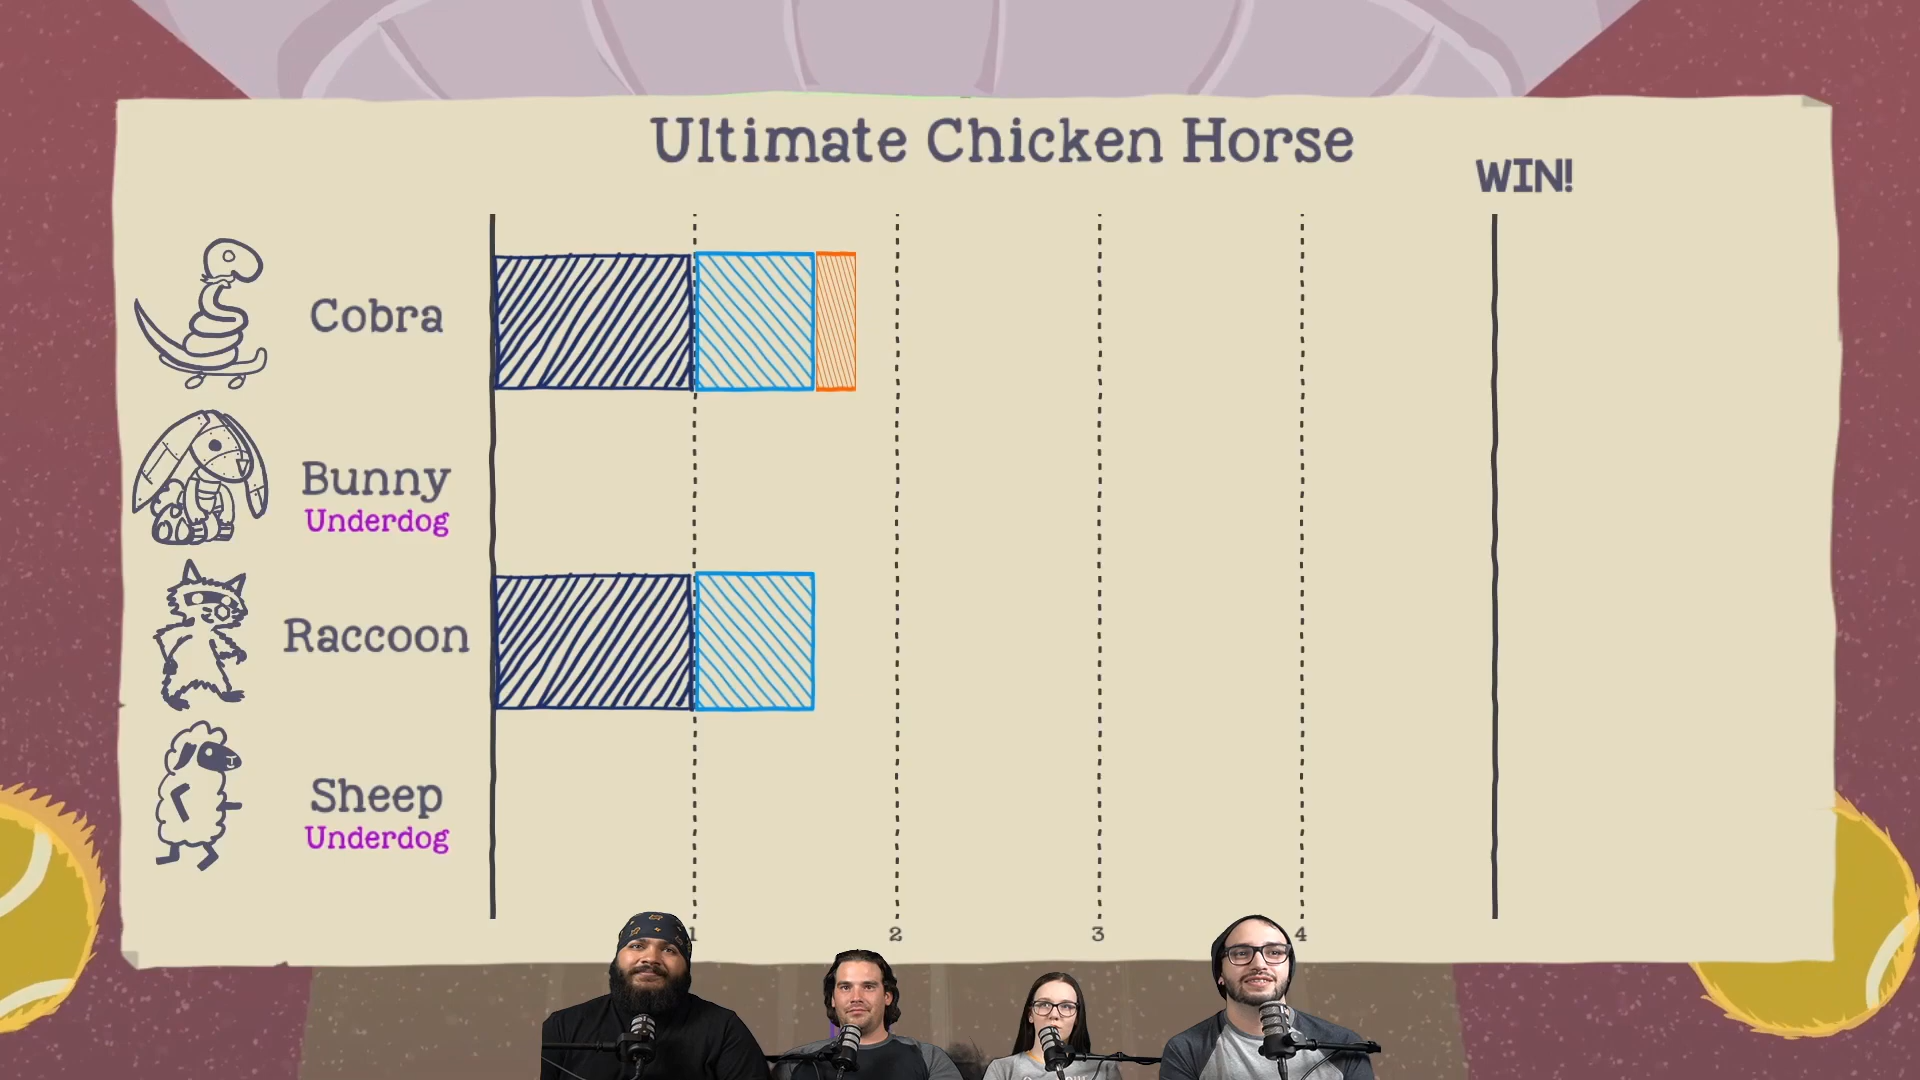 Ultimate Chicken Horse
WIN!
Cobra
Bunny
Underdog
Raccoon
Sheep
Underdog
1 2 3 4